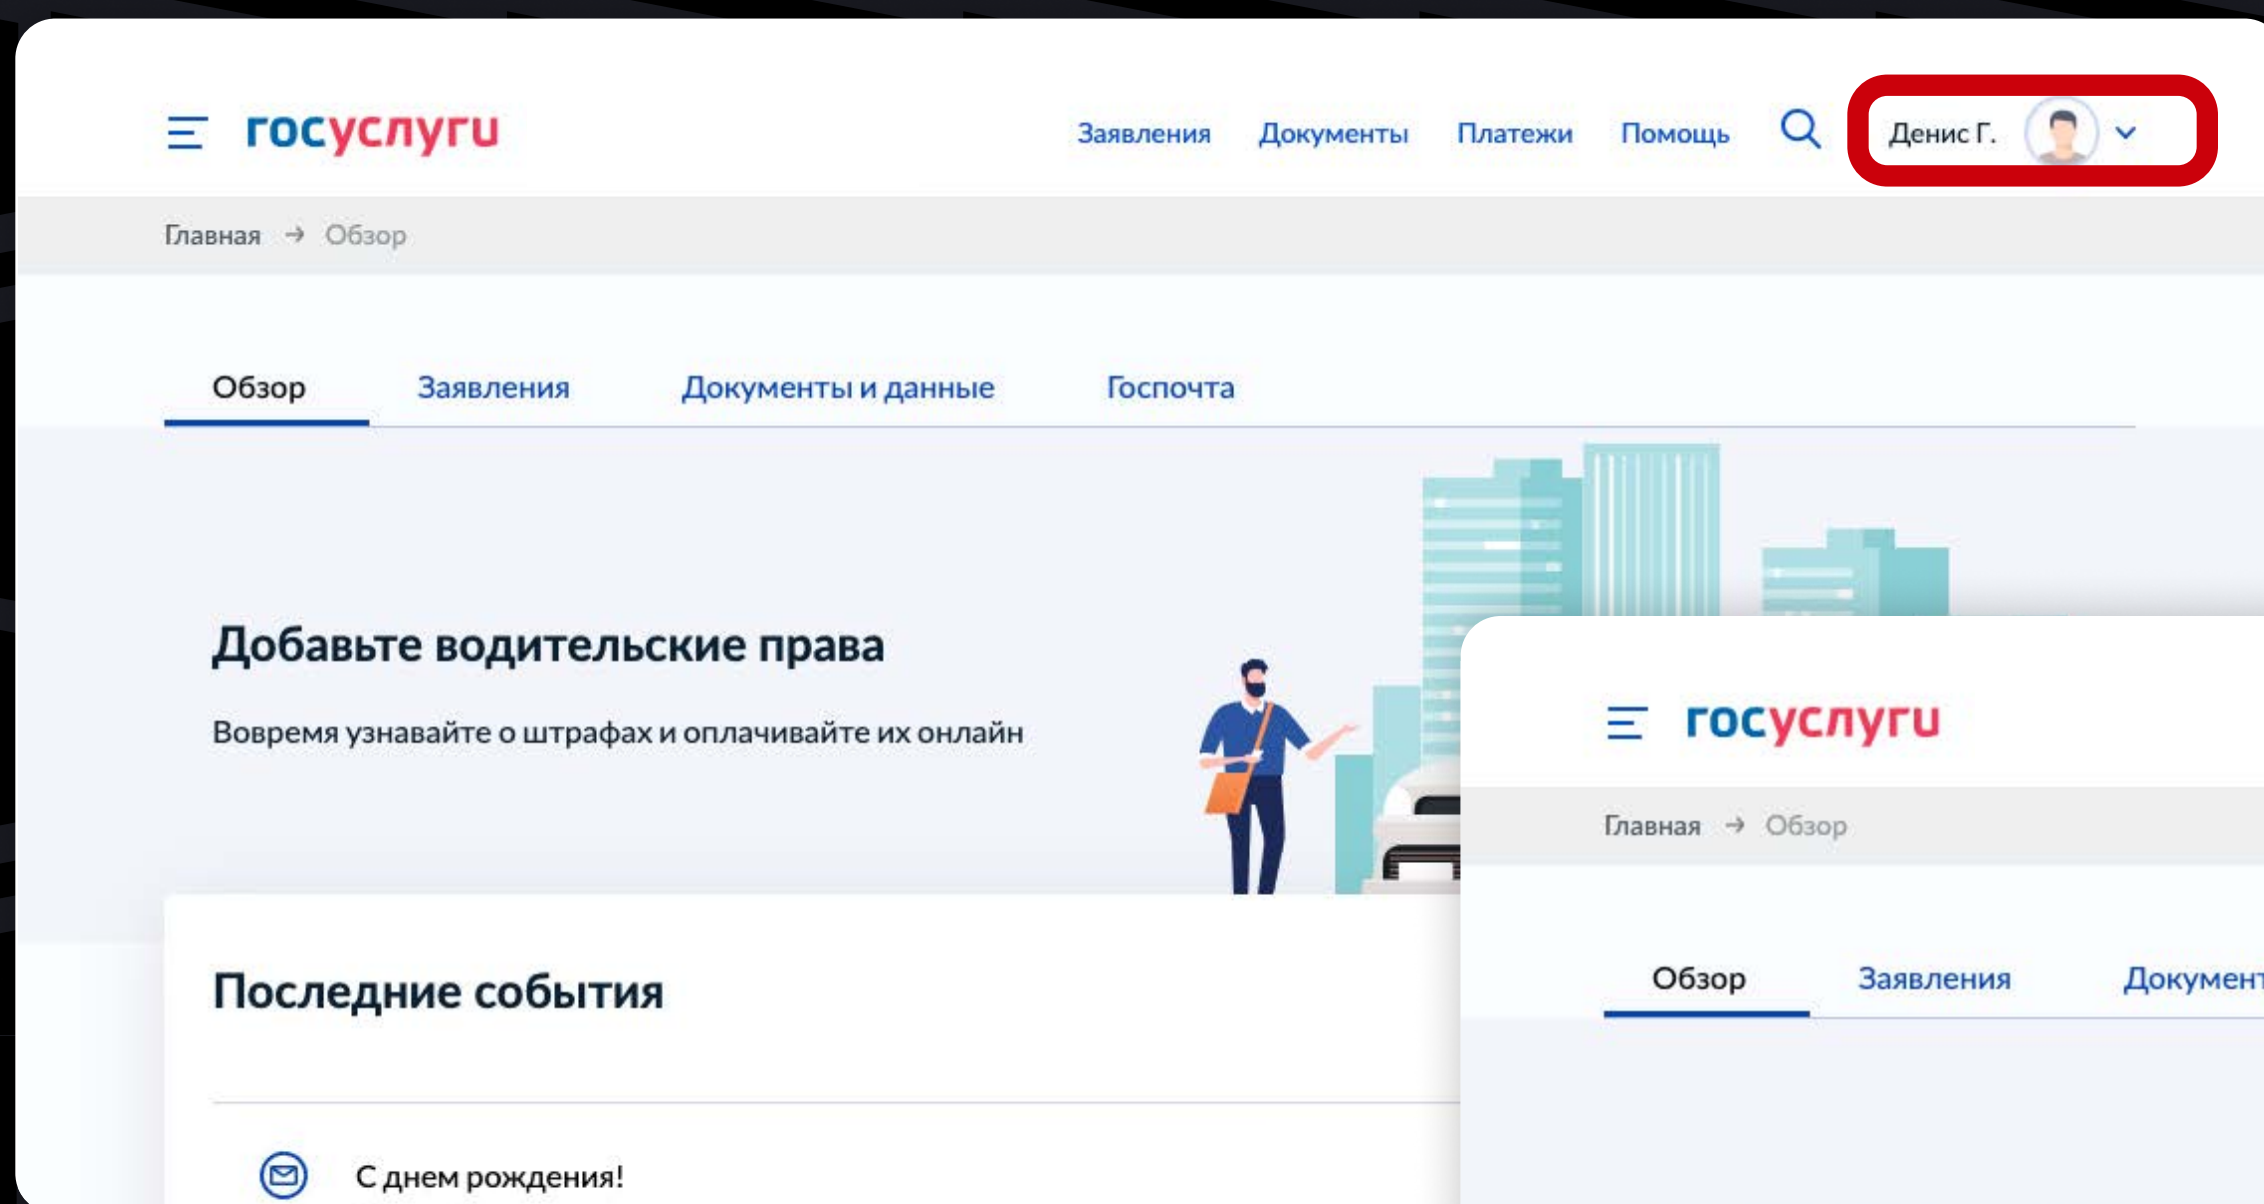 госуслуги
Заявления Документы Платежи Помощь Денис Г.
Главная → Обзор
Обзор Заявления Документы и данные Госпочта
Добавьте водительские права
Вовремя узнавайте о штрафах и оплачивайте их онлайн
Последние события
С днем рождения!
госуслуги
Главная → Обзор
Обзор Заявления Документ